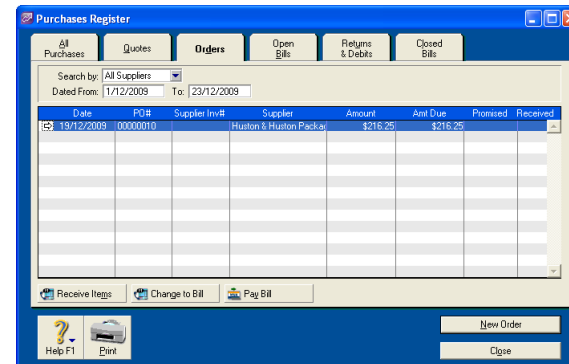 Purchases Register
All Purchases
Quotes
Orders
Open Bills
Returns & Debits
Closed Bills
Search by: All Suppliers
Dated From: 1/12/2009 To: 23/12/2009
Date PO# Supplier Inv# Supplier Amount Amt Due Promised Received
19/12/2009 00000010 Huston & Huston Packag $216.25 $216.25
Receive Items Change to Bill Pay Bill
New Order
Help F1 Print Close